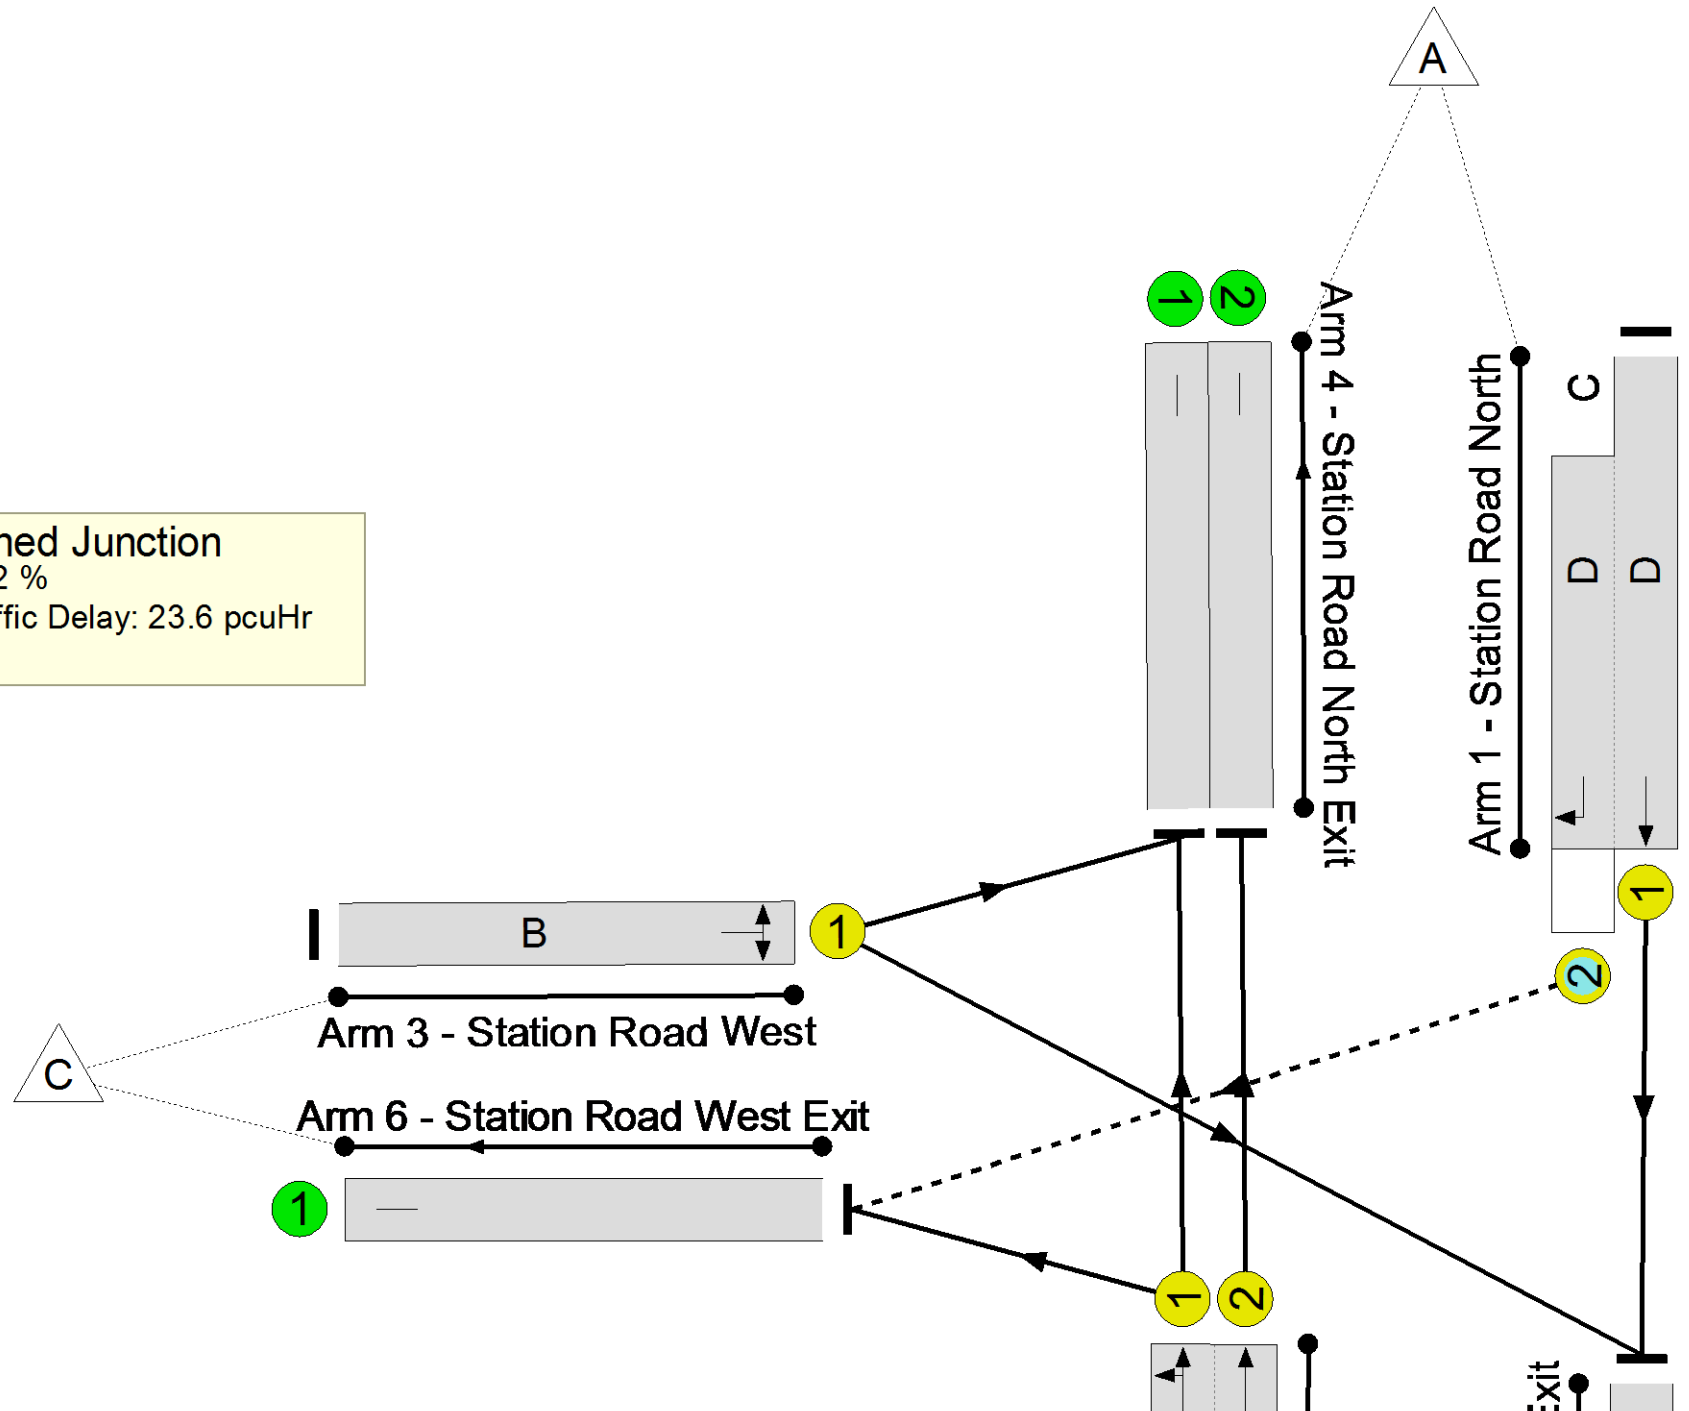 A
1
2
Arm 4 - Station Road North Exit
Arm 1 - Station Road North
C
D
D
ned Junction
2 %
ffic Delay: 23.6 pcuHr
B
1
1
2
Arm 3 - Station Road West
C
Arm 6 - Station Road West Exit
1
1
2
Exit